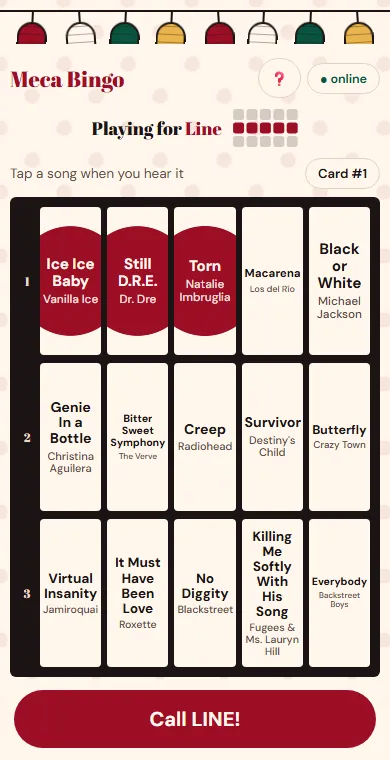 Meca Bingo
?
● online
Playing for Line
Tap a song when you hear it
Card #1
1
Ice Ice
Baby
Vanilla Ice
Still
D.R.E.
Dr. Dre
Torn
Natalie
Imbruglia
Macarena
Los del Río
Black
or
White
Michael
Jackson
2
Genie
In a
Bottle
Christina
Aguilera
Bitter
Sweet
Symphony
The Verve
Creep
Radiohead
Survivor
Destiny's
Child
Butterfly
Crazy Town
3
Virtual
Insanity
Jamiroquai
It Must
Have
Been
Love
Roxette
No
Diggity
Blackstreet
Killing
Me
Softly
With
His
Song
Fugees &
Ms. Lauryn
Hill
Everybody
Backstreet
Boys
Call LINE!